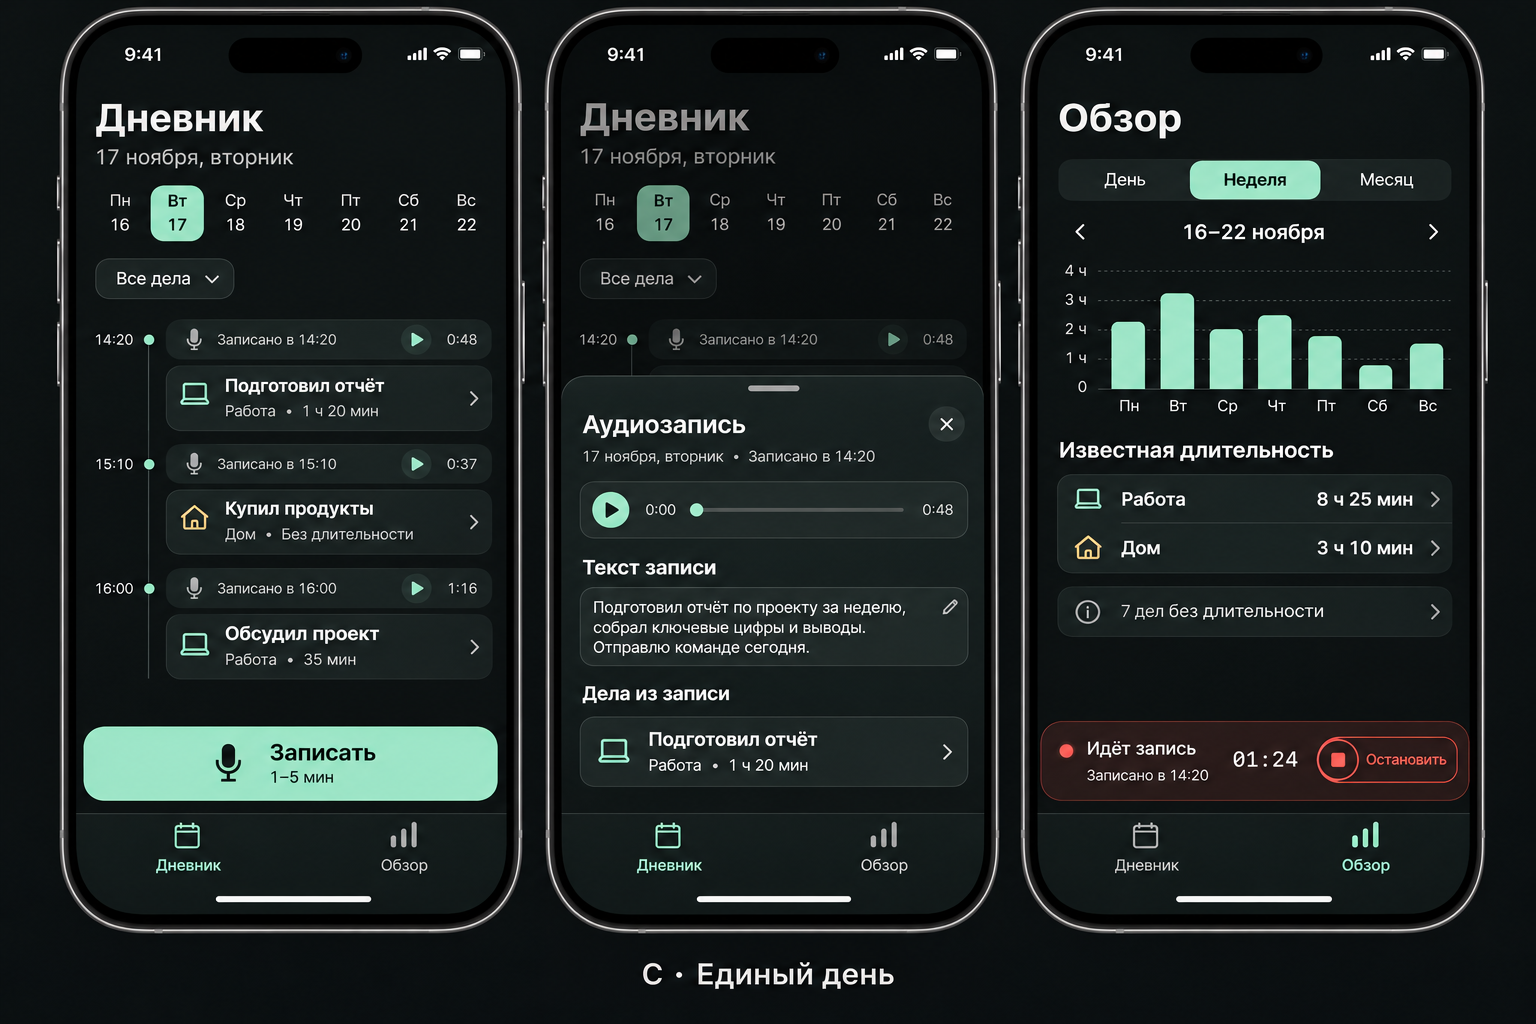 9:41
Дневник
17 ноября, вторник
Пн Вт Ср Чт Пт Сб Вс
16 17 18 19 20 21 22
Все дела
14:20
Записано в 14:20
0:48
Подготовил отчёт
Работа • 1 ч 20 мин
15:10
Записано в 15:10
0:37
Купил продукты
Дом • Без длительности
16:00
Записано в 16:00
1:16
Обсудил проект
Работа • 35 мин
Записать
1–5 мин
Дневник
Обзор
9:41
Дневник
17 ноября, вторник
Пн Вт Ср Чт Пт Сб Вс
16 17 18 19 20 21 22
Все дела
14:20
Записано в 14:20
0:48
Аудиозапись
17 ноября, вторник • Записано в 14:20
0:00
0:48
Текст записи
Подготовил отчёт по проекту за неделю,
собрал ключевые цифры и выводы.
Отправлю команде сегодня.
Дела из записи
Подготовил отчёт
Работа • 1 ч 20 мин
Дневник
Обзор
9:41
Обзор
День
Неделя
Месяц
16–22 ноября
4 ч
3 ч
2 ч
1 ч
0
Пн Вт Ср Чт Пт Сб Вс
Известная длительность
Работа
8 ч 25 мин
Дом
3 ч 10 мин
7 дел без длительности
Идёт запись
Записано в 14:20
01:24
Остановить
Дневник
Обзор
С • Единый день